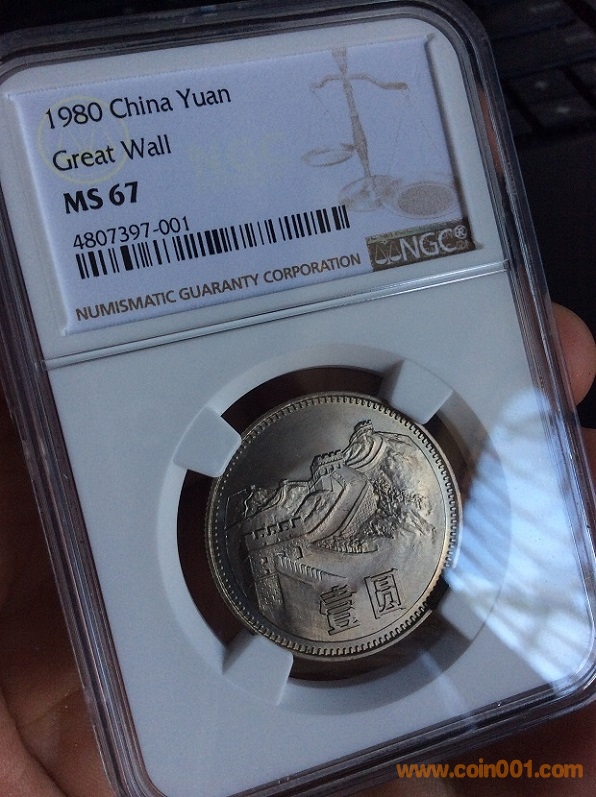 1980 China Yuan
Great Wall
MS 67
4807397-001
NGC®
NUMISMATIC GUARANTY CORPORATION
壹圆
www.coin001.com